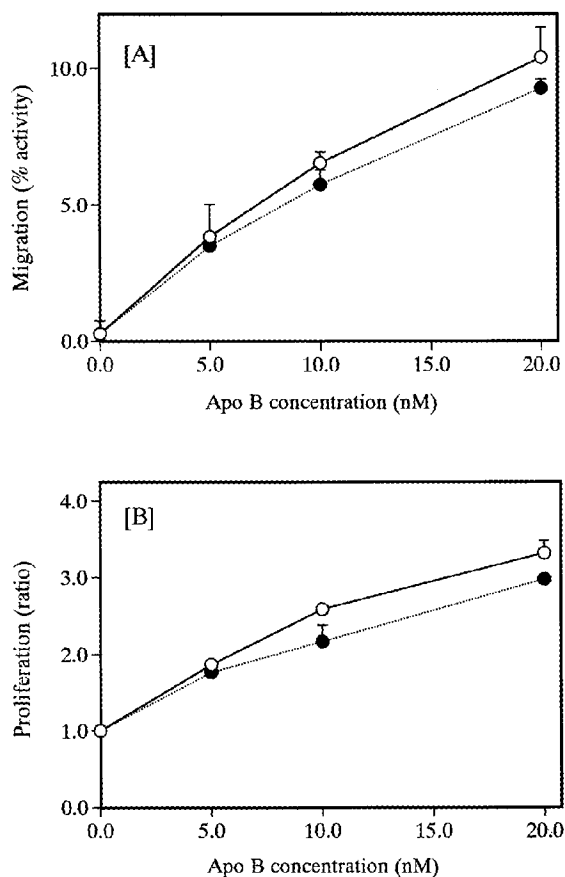 [A]
10.0
5.0
0.0
Migration (% activity)
0.0 5.0 10.0 15.0 20.0
Apo B concentration (nM)
[B]
4.0
3.0
2.0
1.0
0.0
Proliferation (ratio)
0.0 5.0 10.0 15.0 20.0
Apo B concentration (nM)